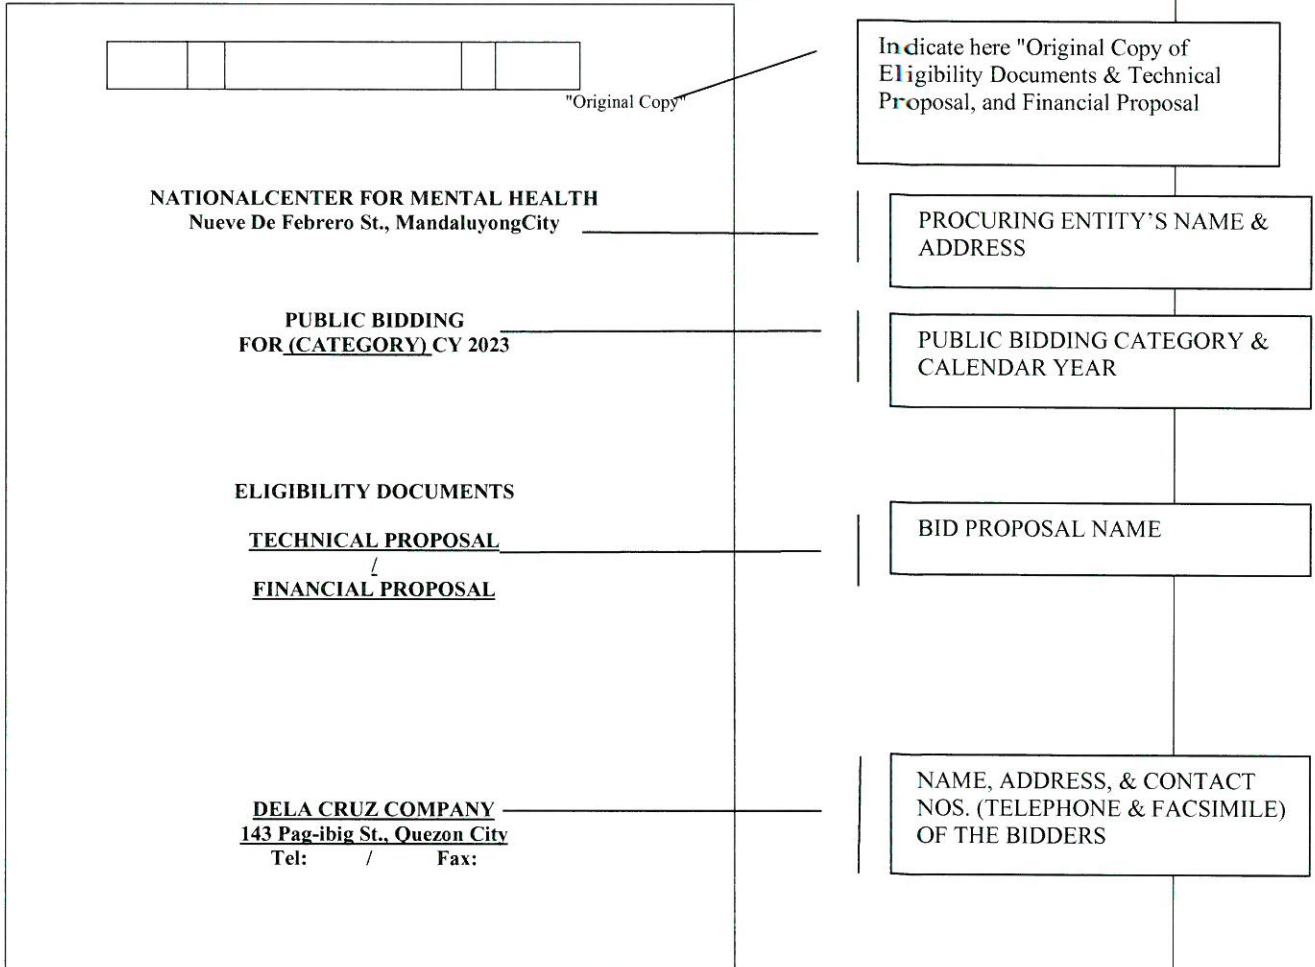 "Original Copy"
Indicate here "Original Copy of
Eligibility Documents & Technical
Proposal, and Financial Proposal
NATIONALCENTER FOR MENTAL HEALTH
Nueve De Febrero St., MandaluyongCity
PROCURING ENTITY'S NAME &
ADDRESS
PUBLIC BIDDING
FOR (CATEGORY) CY 2023
PUBLIC BIDDING CATEGORY &
CALENDAR YEAR
ELIGIBILITY DOCUMENTS
TECHNICAL PROPOSAL
/
FINANCIAL PROPOSAL
BID PROPOSAL NAME
DELA CRUZ COMPANY
143 Pag-ibig St., Quezon City
Tel: / Fax:
NAME, ADDRESS, & CONTACT
NOS. (TELEPHONE & FACSIMILE)
OF THE BIDDERS